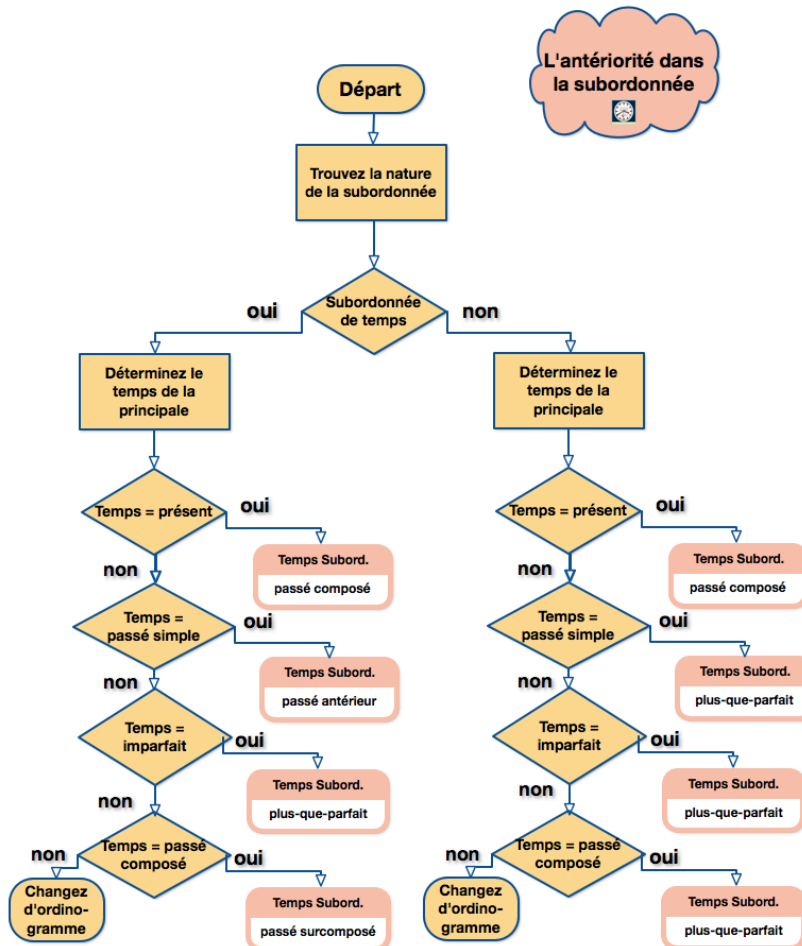 L'antériorité dans
la subordonnée
Départ
Trouvez la nature
de la subordonnée
Subordonnée
de temps
oui
non
Déterminez le
temps de la
principale
Temps = présent
oui
Temps Subord.
passé composé
non
Temps =
passé simple
oui
Temps Subord.
passé antérieur
non
Temps =
imparfait
oui
Temps Subord.
plus-que-parfait
non
Temps = passé
composé
oui
Temps Subord.
passé surcomposé
non
Changez
d'ordino-
gramme
Déterminez le
temps de la
principale
Temps = présent
oui
Temps Subord.
passé composé
non
Temps =
passé simple
oui
Temps Subord.
plus-que-parfait
non
Temps =
imparfait
oui
Temps Subord.
plus-que-parfait
non
Temps = passé
composé
oui
Temps Subord.
plus-que-parfait
non
Changez
d'ordino-
gramme